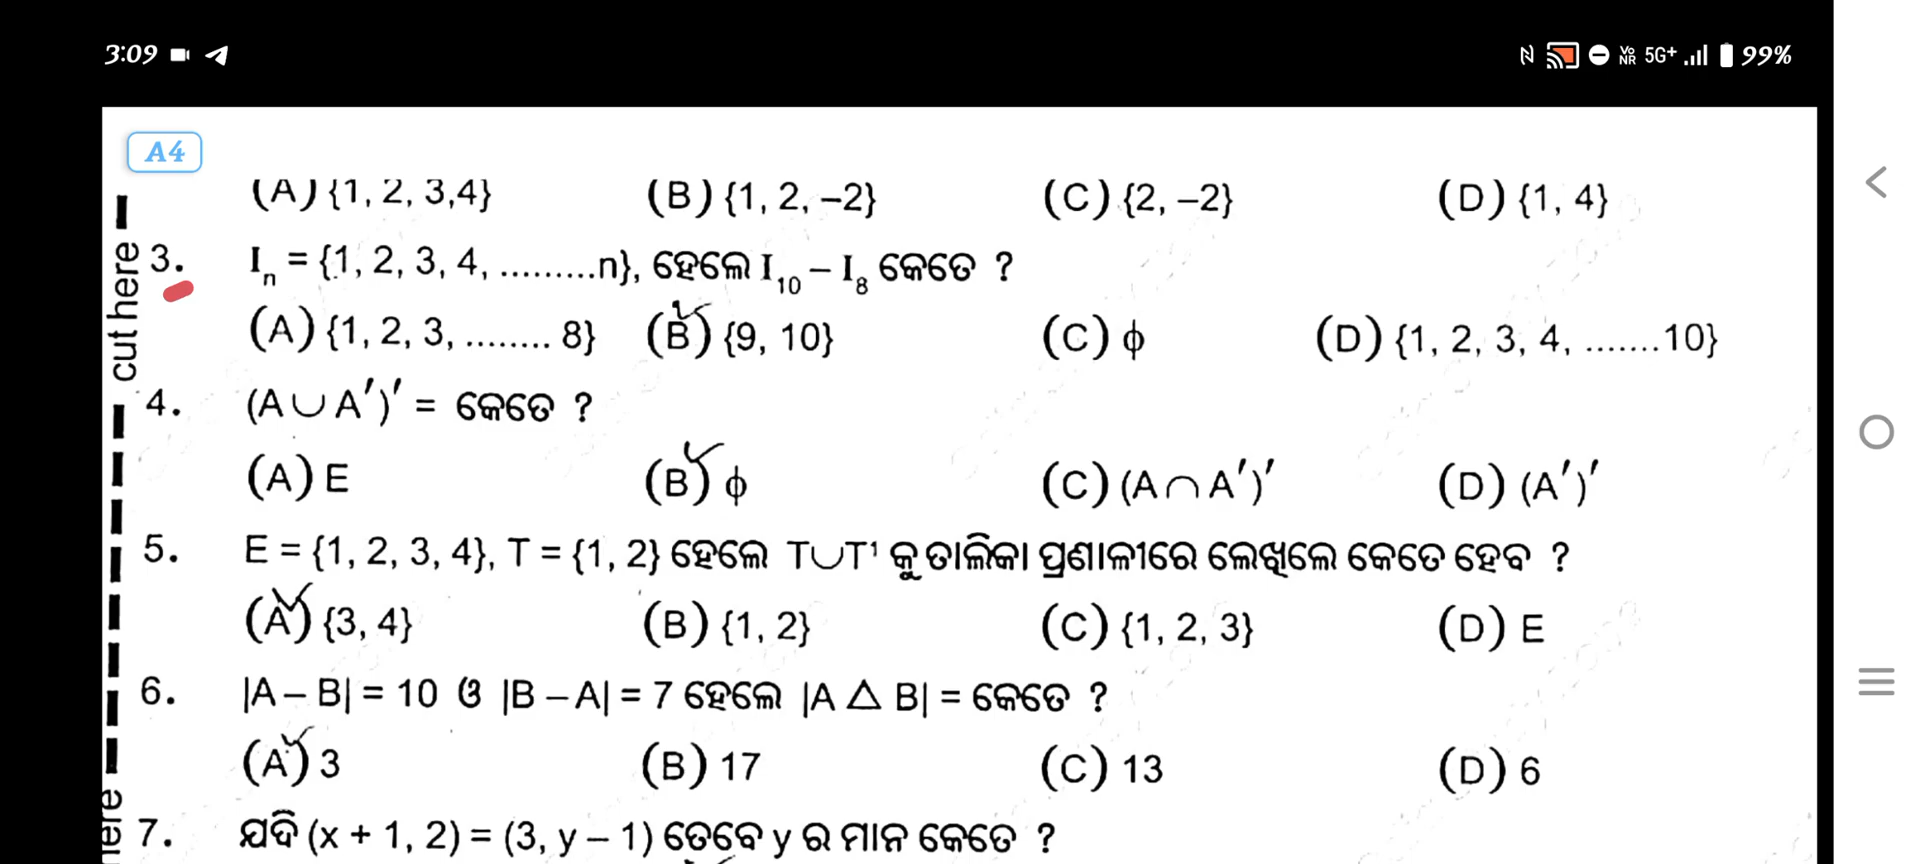 3:09
VoNR 5G+ 99%
A4
(A) {1, 2, 3,4} (B) {1, 2, –2} (C) {2, –2} (D) {1, 4}
3. Iₙ = {1, 2, 3, 4, .........n}, ହେଲେ I₁₀ – I₈ କେତେ ?
(A) {1, 2, 3, ........ 8} (B) {9, 10} (C) ϕ (D) {1, 2, 3, 4, .......10}
4. (A ∪ A′)′ = କେତେ ?
(A) E (B) ϕ (C) (A ∩ A′)′ (D) (A′)′
5. E = {1, 2, 3, 4}, T = {1, 2} ହେଲେ T∪T¹ କୁ ତାଲିକା ପ୍ରଣାଳୀରେ ଲେଖିଲେ କେତେ ହେବ ?
(A) {3, 4} (B) {1, 2} (C) {1, 2, 3} (D) E
6. |A – B| = 10 ଓ |B – A| = 7 ହେଲେ |A △ B| = କେତେ ?
(A) 3 (B) 17 (C) 13 (D) 6
7. ଯଦି (x + 1, 2) = (3, y – 1) ତେବେ y ର ମାନ କେତେ ?
cut here